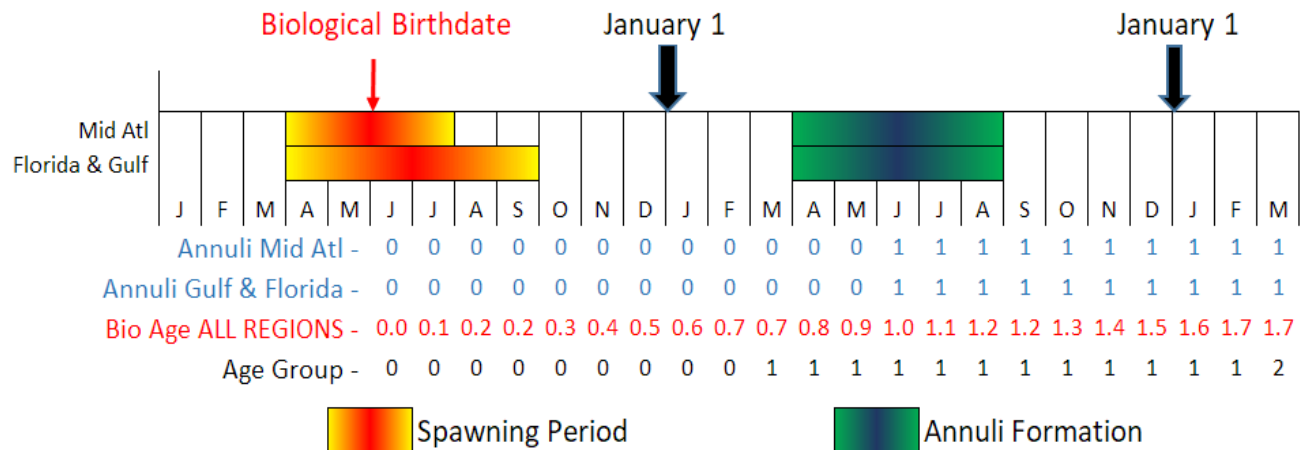 Biological Birthdate January 1 January 1
Mid Atl
Florida & Gulf
J F M A M J J A S O N D J F M A M J J A S O N D J F M
Annuli Mid Atl - 0 0 0 0 0 0 0 0 0 0 0 0 1 1 1 1 1 1 1 1 1 1
Annuli Gulf & Florida - 0 0 0 0 0 0 0 0 0 0 0 0 1 1 1 1 1 1 1 1 1 1
Bio Age ALL REGIONS - 0.0 0.1 0.2 0.2 0.3 0.4 0.5 0.6 0.7 0.7 0.8 0.9 1.0 1.1 1.2 1.2 1.3 1.4 1.5 1.6 1.7 1.7
Age Group - 0 0 0 0 0 0 0 0 0 1 1 1 1 1 1 1 1 1 1 1 1 2
Spawning Period Annuli Formation